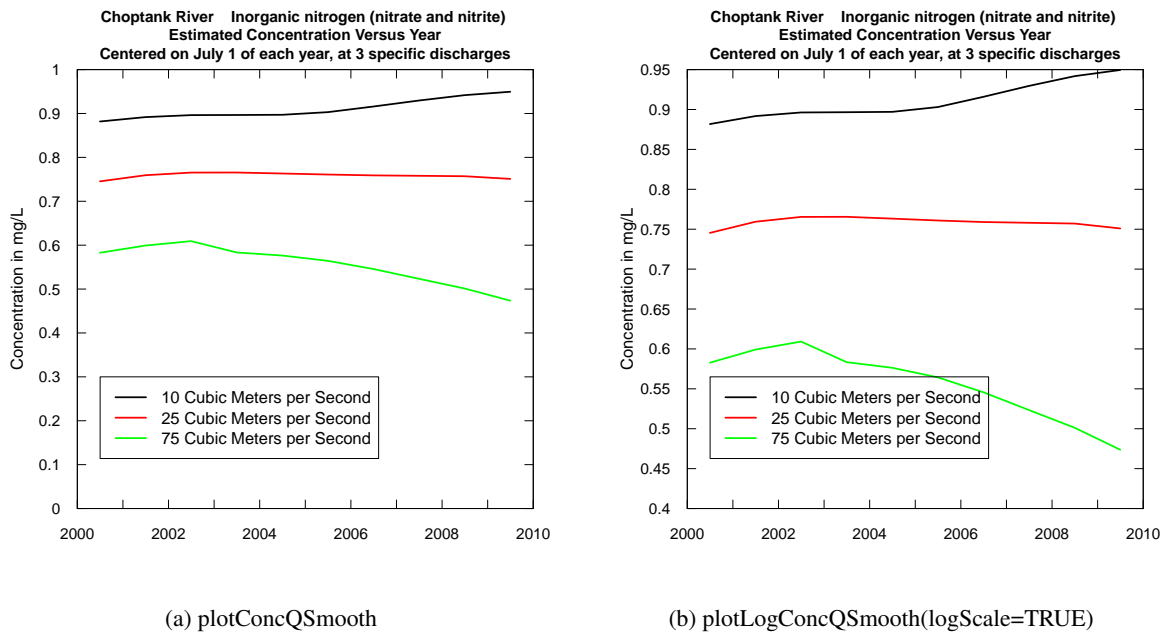 Choptank River Inorganic nitrogen (nitrate and nitrite)
Estimated Concentration Versus Year
Centered on July 1 of each year, at 3 specific discharges
1
0.9
0.8
0.7
0.6
0.5
0.4
0.3
0.2
0.1
0
Concentration in mg/L
10 Cubic Meters per Second
25 Cubic Meters per Second
75 Cubic Meters per Second
2000 2002 2004 2006 2008 2010
(a) plotConcQSmooth
Choptank River Inorganic nitrogen (nitrate and nitrite)
Estimated Concentration Versus Year
Centered on July 1 of each year, at 3 specific discharges
0.95
0.9
0.85
0.8
0.75
0.7
0.65
0.6
0.55
0.5
0.45
0.4
Concentration in mg/L
10 Cubic Meters per Second
25 Cubic Meters per Second
75 Cubic Meters per Second
2000 2002 2004 2006 2008 2010
(b) plotLogConcQSmooth(logScale=TRUE)